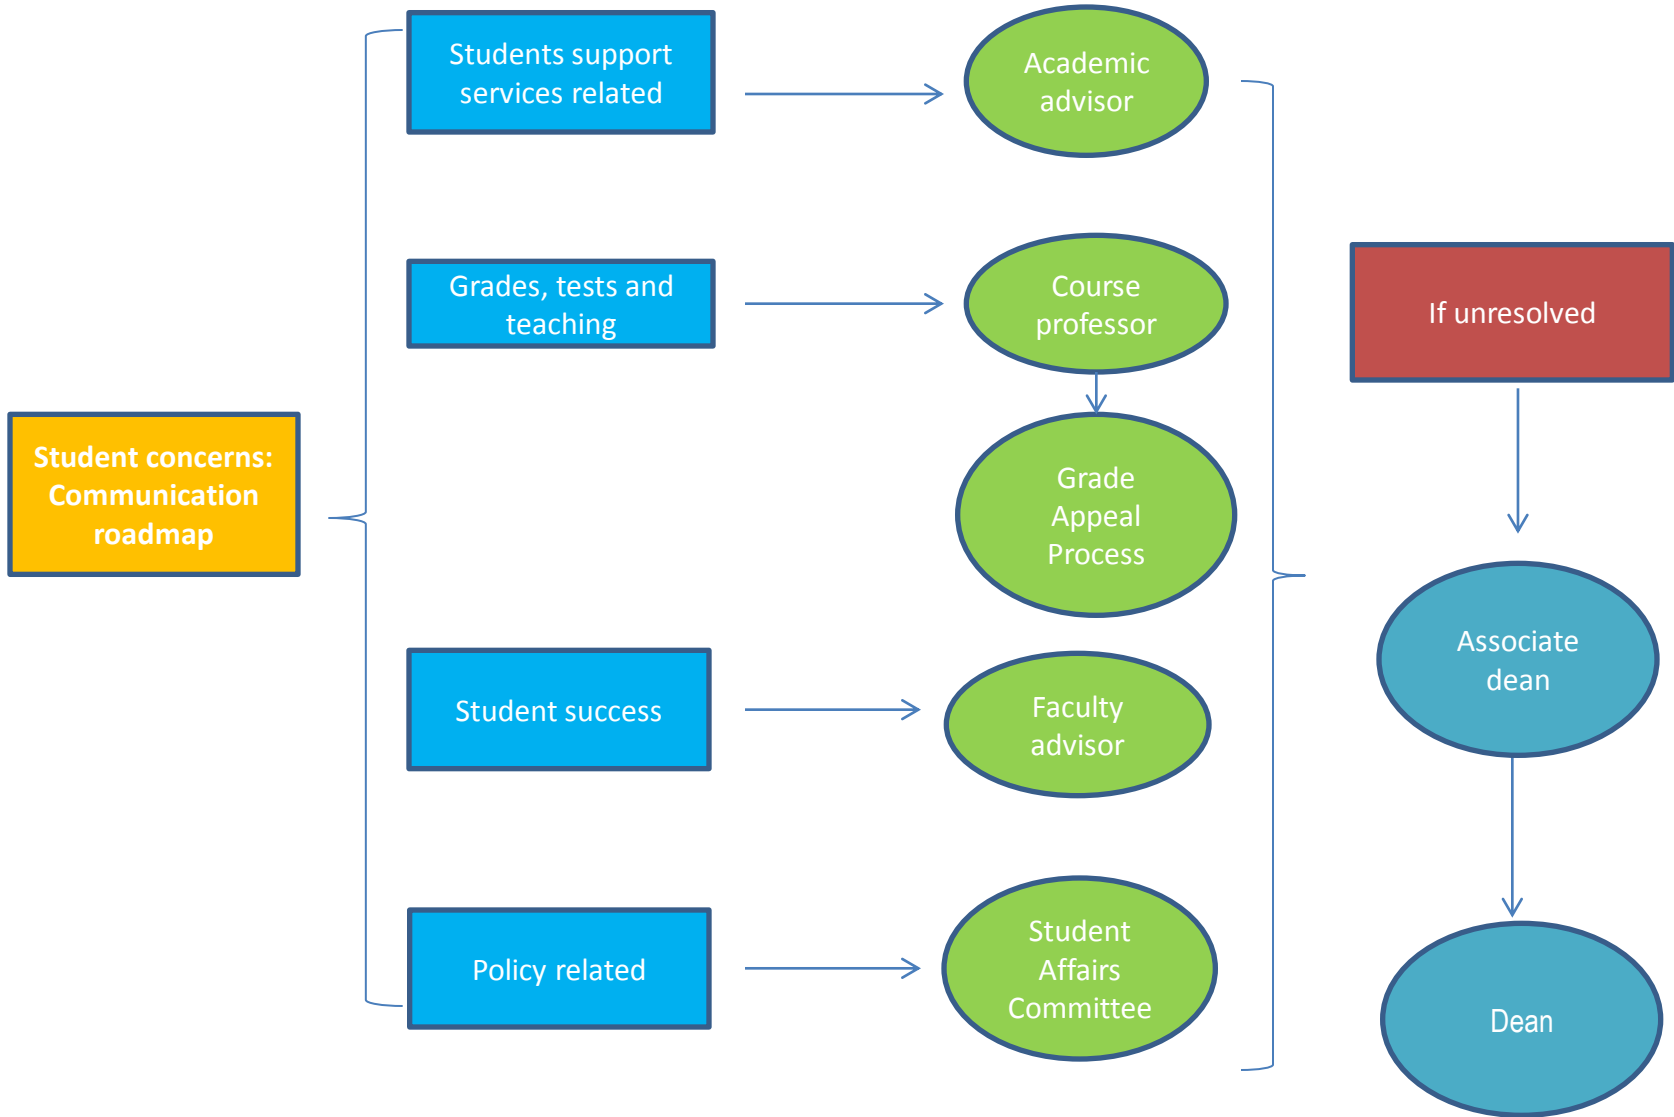 Student concerns:
Communication
roadmap
Students support
services related
Academic
advisor
Grades, tests and
teaching
Course
professor
Grade
Appeal
Process
Student success
Faculty
advisor
Policy related
Student
Affairs
Committee
If unresolved
Associate
dean
Dean